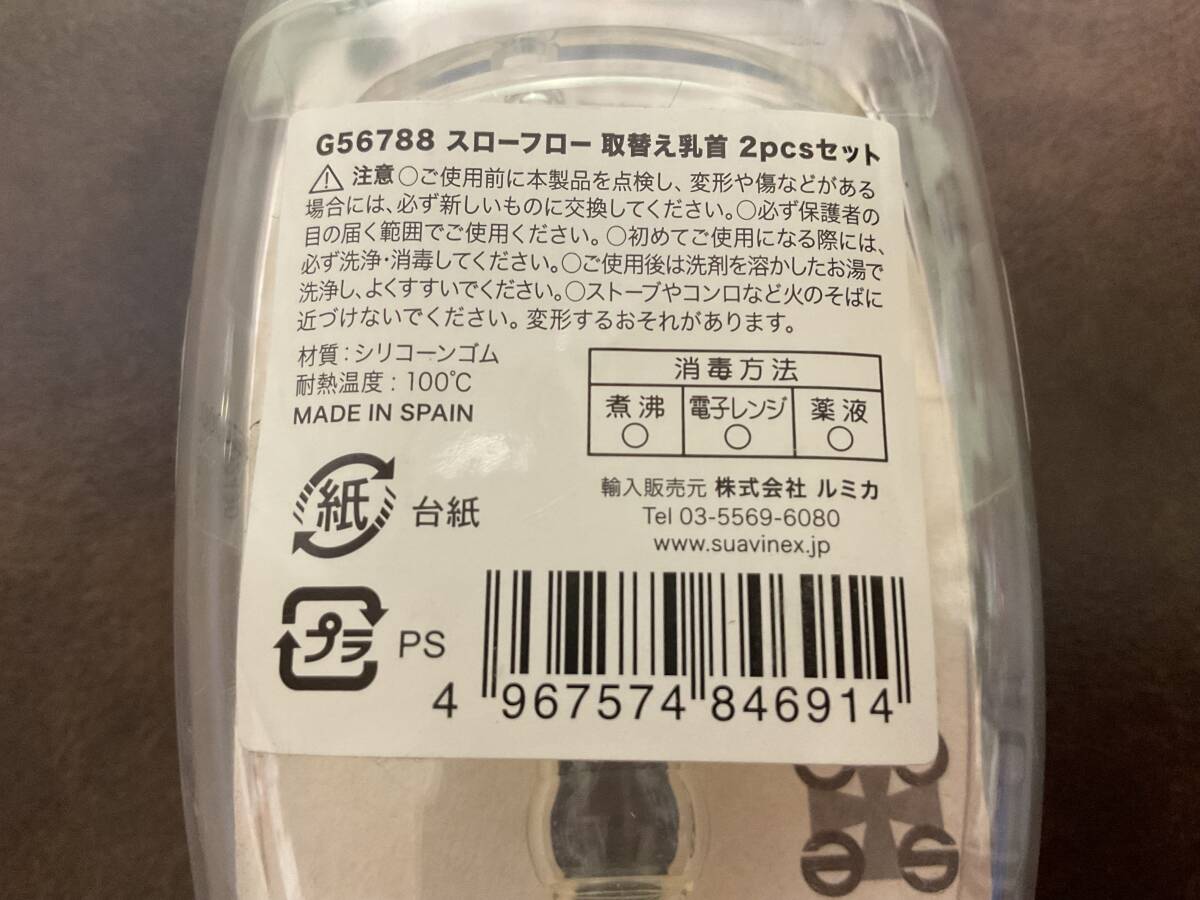 G56788 スローフロー 取替え乳首 2pcsセット
注意 ○ご使用前に本製品を点検し、変形や傷などがある
場合には、必ず新しいものに交換してください。○必ず保護者の
目の届く範囲でご使用ください。○初めてご使用になる際には、
必ず洗浄・消毒してください。○ご使用後は洗剤を溶かしたお湯で
洗浄し、よくすすいでください。○ストーブやコンロなど火のそばに
近づけないでください。変形するおそれがあります。
材質：シリコーンゴム
耐熱温度：100℃
MADE IN SPAIN
消毒方法
煮沸 電子レンジ 薬液
○ ○ ○
輸入販売元 株式会社 ルミカ
Tel 03-5569-6080
www.suavinex.jp
紙 台紙
プラ PS
4 967574 846914